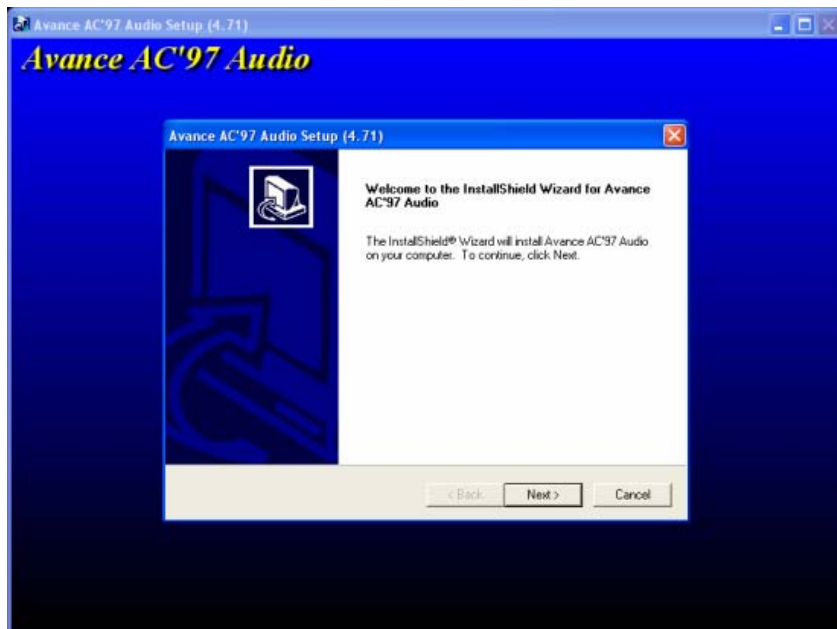 Avance AC'97 Audio Setup (4.71)
Avance AC'97 Audio
Avance AC'97 Audio Setup (4.71)
Welcome to the InstallShield Wizard for Avance
AC'97 Audio
The InstallShield® Wizard will install Avance AC'97 Audio
on your computer. To continue, click Next.
< Back
Next >
Cancel